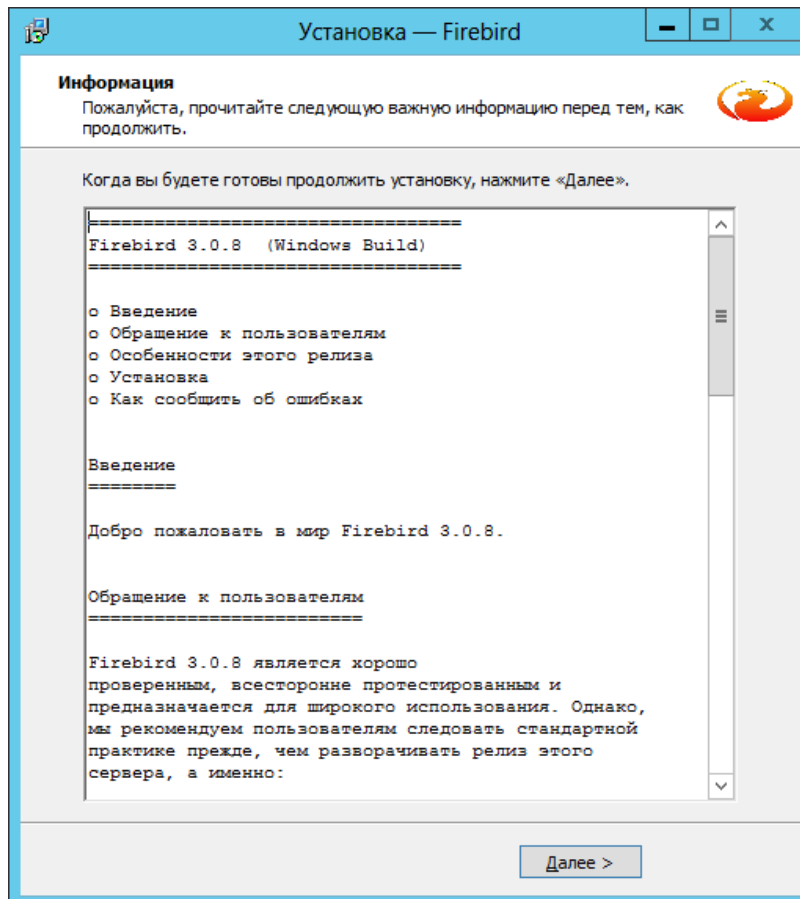 Установка — Firebird
Информация
Пожалуйста, прочитайте следующую важную информацию перед тем, как
продолжить.
Когда вы будете готовы продолжить установку, нажмите «Далее».
==================================
Firebird 3.0.8  (Windows Build)
==================================
o Введение
o Обращение к пользователям
o Особенности этого релиза
o Установка
o Как сообщить об ошибках
Введение
========
Добро пожаловать в мир Firebird 3.0.8.
Обращение к пользователям
=========================
Firebird 3.0.8 является хорошо
проверенным, всесторонне протестированным и
предназначается для широкого использования. Однако,
мы рекомендуем пользователям следовать стандартной
практике прежде, чем разворачивать релиз этого
сервера, а именно:
Далее >